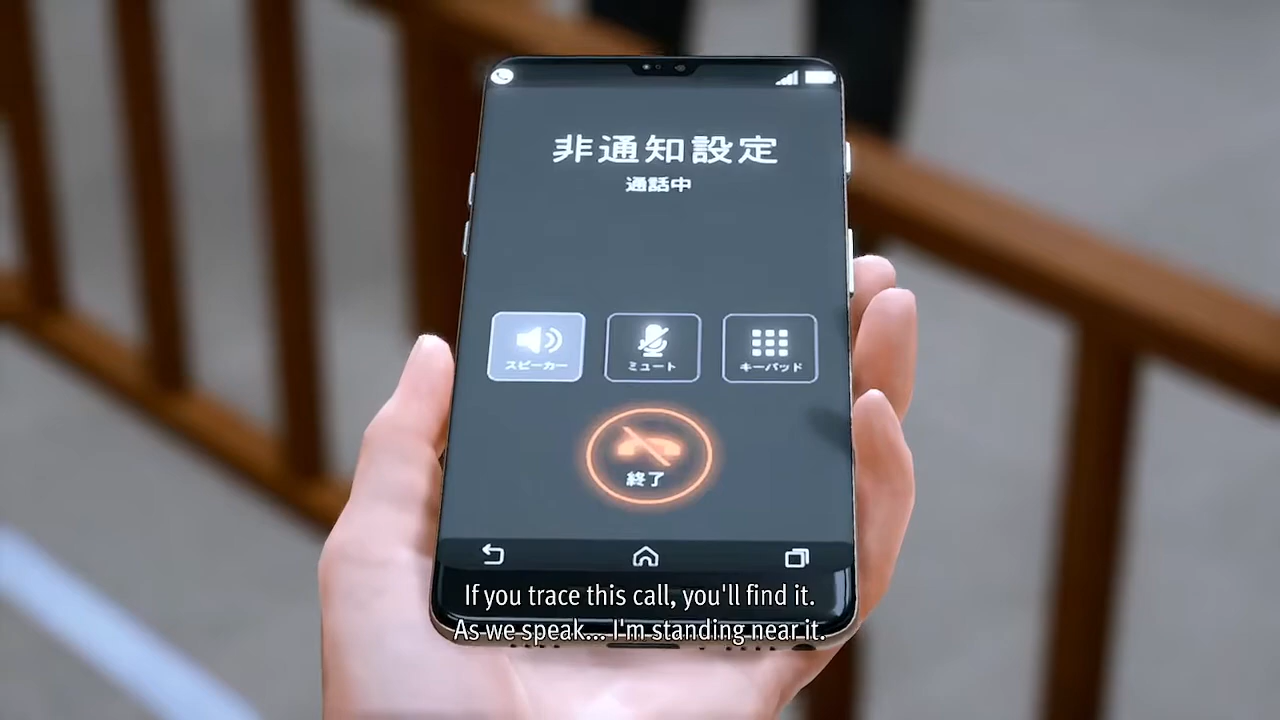 非通知設定
通話中
スピーカー
ミュート
キーパッド
終了
If you trace this call, you'll find it.
As we speak... I'm standing near it.